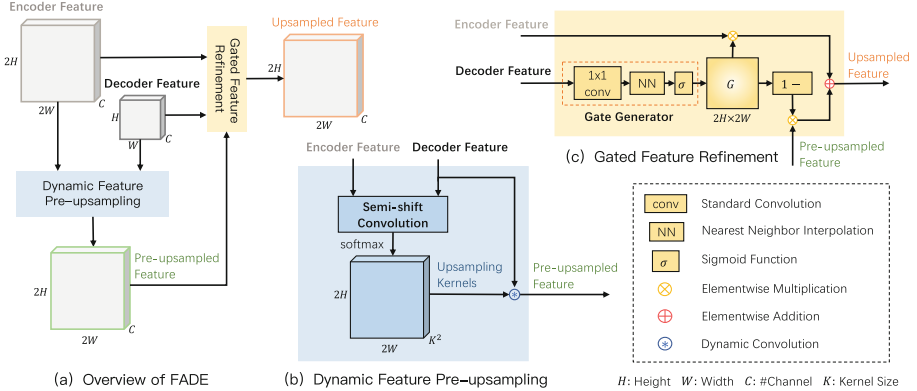 Encoder Feature
2H
2W
C
Decoder Feature
H
W
C
Gated Feature
Refinement
Upsampled Feature
2H
2W
C
Dynamic Feature
Pre-upsampling
Pre-upsampled
Feature
2H
2W
C
(a) Overview of FADE
Encoder Feature
Decoder Feature
Semi-shift
Convolution
softmax
2H
2W
K²
Upsampling
Kernels
Pre-upsampled
Feature
(b) Dynamic Feature Pre-upsampling
Encoder Feature
Decoder Feature
1x1
conv
NN
σ
Gate Generator
G
2H×2W
1 −
Upsampled
Feature
Pre-upsampled
Feature
(c) Gated Feature Refinement
conv Standard Convolution
NN Nearest Neighbor Interpolation
σ Sigmoid Function
⊗ Elementwise Multiplication
⊕ Elementwise Addition
⊛ Dynamic Convolution
H: Height W: Width C: #Channel K: Kernel Size